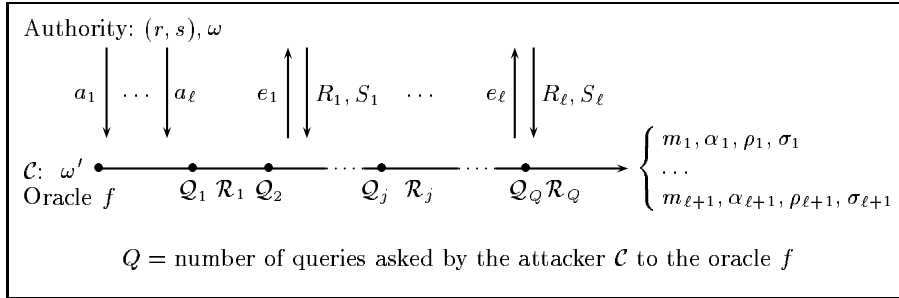 Authority: (r, s), ω
a₁ ⋯ a_ℓ e₁ R₁, S₁ ⋯ e_ℓ R_ℓ, S_ℓ
m₁, α₁, ρ₁, σ₁
𝒞: ω′ ⋯ ⋯ ⋯
Oracle f 𝒬₁ ℛ₁ 𝒬₂ 𝒬_j ℛ_j 𝒬_Q ℛ_Q
m_{ℓ+1}, α_{ℓ+1}, ρ_{ℓ+1}, σ_{ℓ+1}
Q = number of queries asked by the attacker 𝒞 to the oracle f